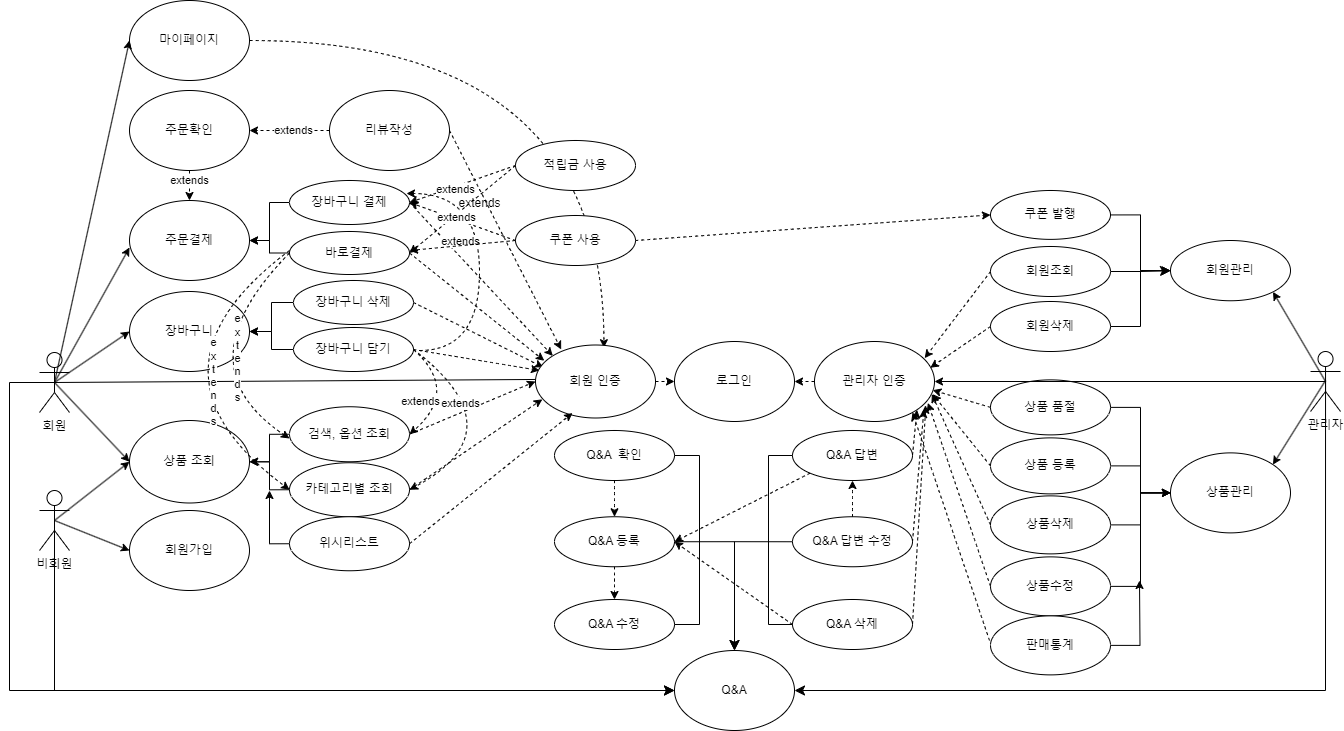 마이페이지
주문확인
extends
리뷰작성
extends
적립금 사용
장바구니 결제
extends
extends
주문결제
extends
쿠폰 사용
바로결제
extends
쿠폰 발행
회원조회
회원관리
회원삭제
장바구니
장바구니 삭제
장바구니 담기
extends
extends
회원
회원 인증
로그인
관리자 인증
관리자
extends
extends
상품 조회
검색, 옵션 조회
카테고리별 조회
위시리스트
비회원
회원가입
Q&A 확인
Q&A 등록
Q&A 수정
Q&A 답변
Q&A 답변 수정
Q&A 삭제
상품 품절
상품 등록
상품삭제
상품수정
판매통계
상품관리
Q&A